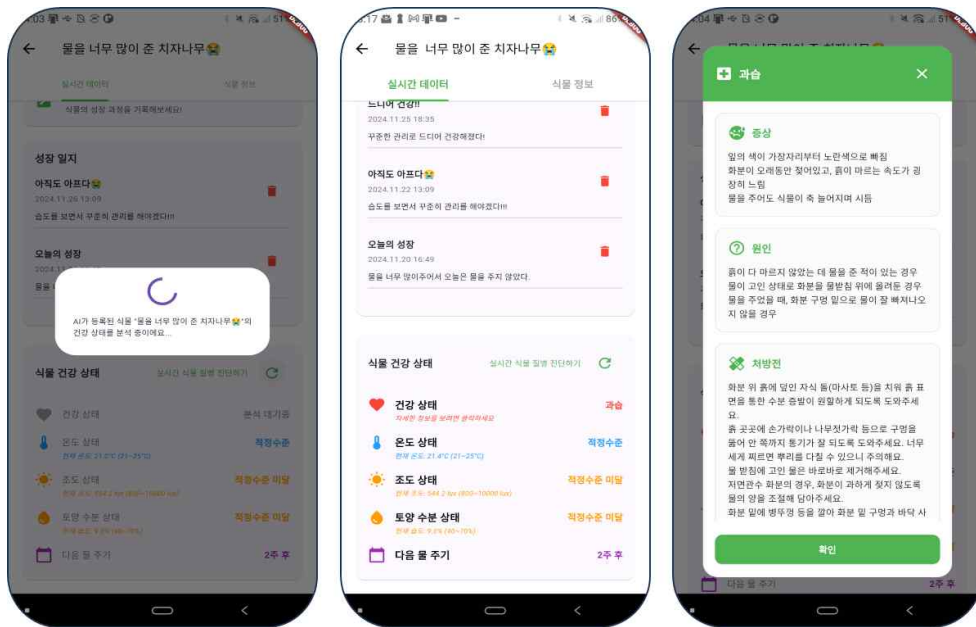 :03
51
물을 너무 많이 준 치자나무😭
실시간 데이터
식물 정보
식물의 성장 과정을 기록해보세요!
성장 일지
아직도 아프다😭
2024.11.26 13:09
습도를 보면서 꾸준히 관리를 해야겠다!!!
오늘의 성장
AI가 등록된 식물 "물을 너무 많이 준 치자나무😭"의
건강 상태를 분석 중이에요...
식물 건강 상태
실시간 식물 질병 진단하기
건강 상태
분석 대기중
온도 상태
적정수준
현재 온도: 21.3°C (21~25°C)
조도 상태
적정수준 미달
토양 수분 상태
적정수준 미달
다음 물 주기
2주 후
:17
86
물을 너무 많이 준 치자나무😭
실시간 데이터
식물 정보
드디어 건강!!
2024.11.25 18:35
꾸준한 관리로 드디어 건강해졌다!
아직도 아프다😭
2024.11.22 13:09
습도를 보면서 꾸준히 관리를 해야겠다!!!
오늘의 성장
2024.11.20 16:49
물을 너무 많이주어서 오늘은 물을 주지 않았다.
식물 건강 상태
실시간 식물 질병 진단하기
건강 상태
과습
자세한 정보를 보려면 클릭하세요
온도 상태
적정수준
현재 온도: 21.4°C (21~25°C)
조도 상태
적정수준 미달
현재 조도: 544.2 lux (800~10000 lux)
토양 수분 상태
적정수준 미달
다음 물 주기
2주 후
:04
51
과습
증상
잎의 색이 가장자리부터 노란색으로 빠짐
화분이 오래동안 젖어있고, 흙이 마르는 속도가 굉
장히 느림
물을 주어도 식물이 축 늘어지며 시듬
원인
흙이 다 마르지 않았는 데 물을 준 적이 있는 경우
물이 고인 상태로 화분을 물받침 위에 올려둔 경우
물을 주었을 때, 화분 구멍 밑으로 물이 잘 빠져나오
지 않을 경우
처방전
화분 위 흙에 덮인 자식 돌(마사토 등)을 치워 흙 표
면을 통한 수분 증발이 원활하게 되도록 도와주세
요.
흙 곳곳에 손가락이나 나무젓가락 등으로 구멍을
뚫어 안 쪽까지 통기가 잘 되도록 도와주세요. 너무
세게 찌르면 뿌리를 다칠 수 있으니 주의해요.
물 받침에 고인 물은 바로바로 제거해주세요.
저면관수 화분의 경우, 화분이 과하게 젖지 않도록
물의 양을 조절해 담아주세요.
화분 밑에 병뚜껑 등을 깔아 화분 밑 구멍과 바닥 사
확인
다음 물 주기
2주 후